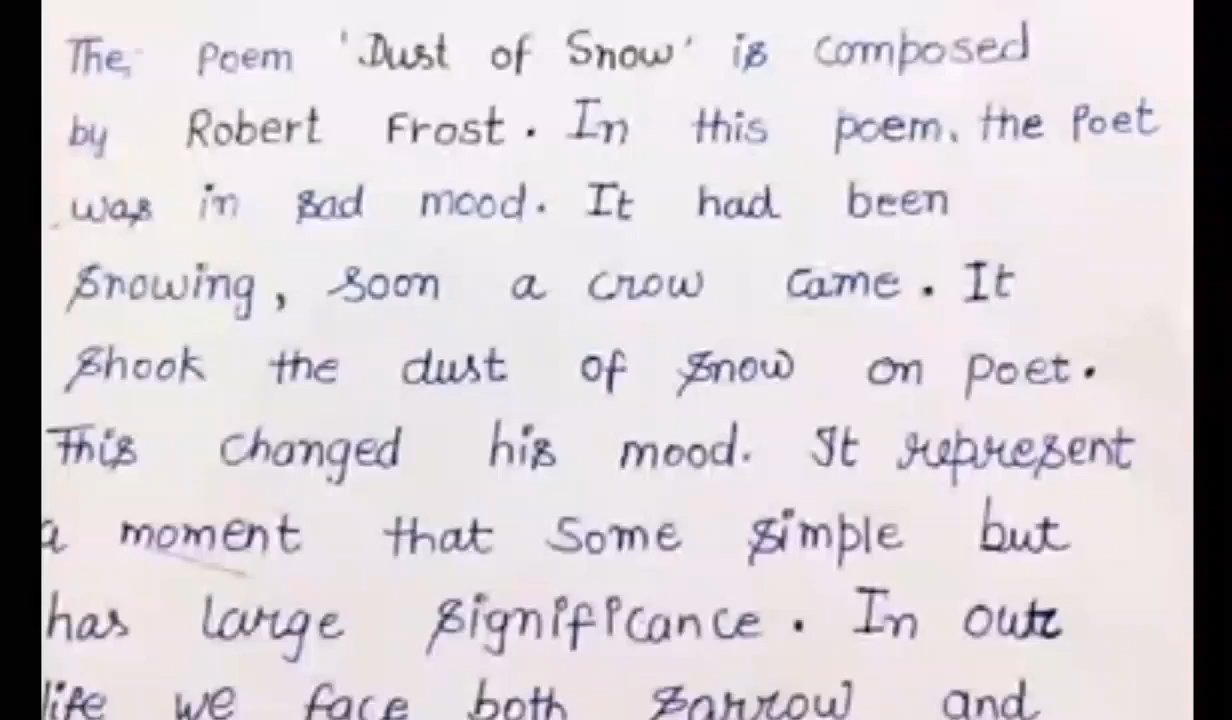 The Poem 'Dust of Snow' is composed
by Robert Frost. In this poem, the Poet
was in sad mood. It had been
snowing, soon a crow came. It
shook the dust of snow on poet.
This changed his mood. It represent
a moment that some simple but
has large significance. In our
life we face both sarrow and